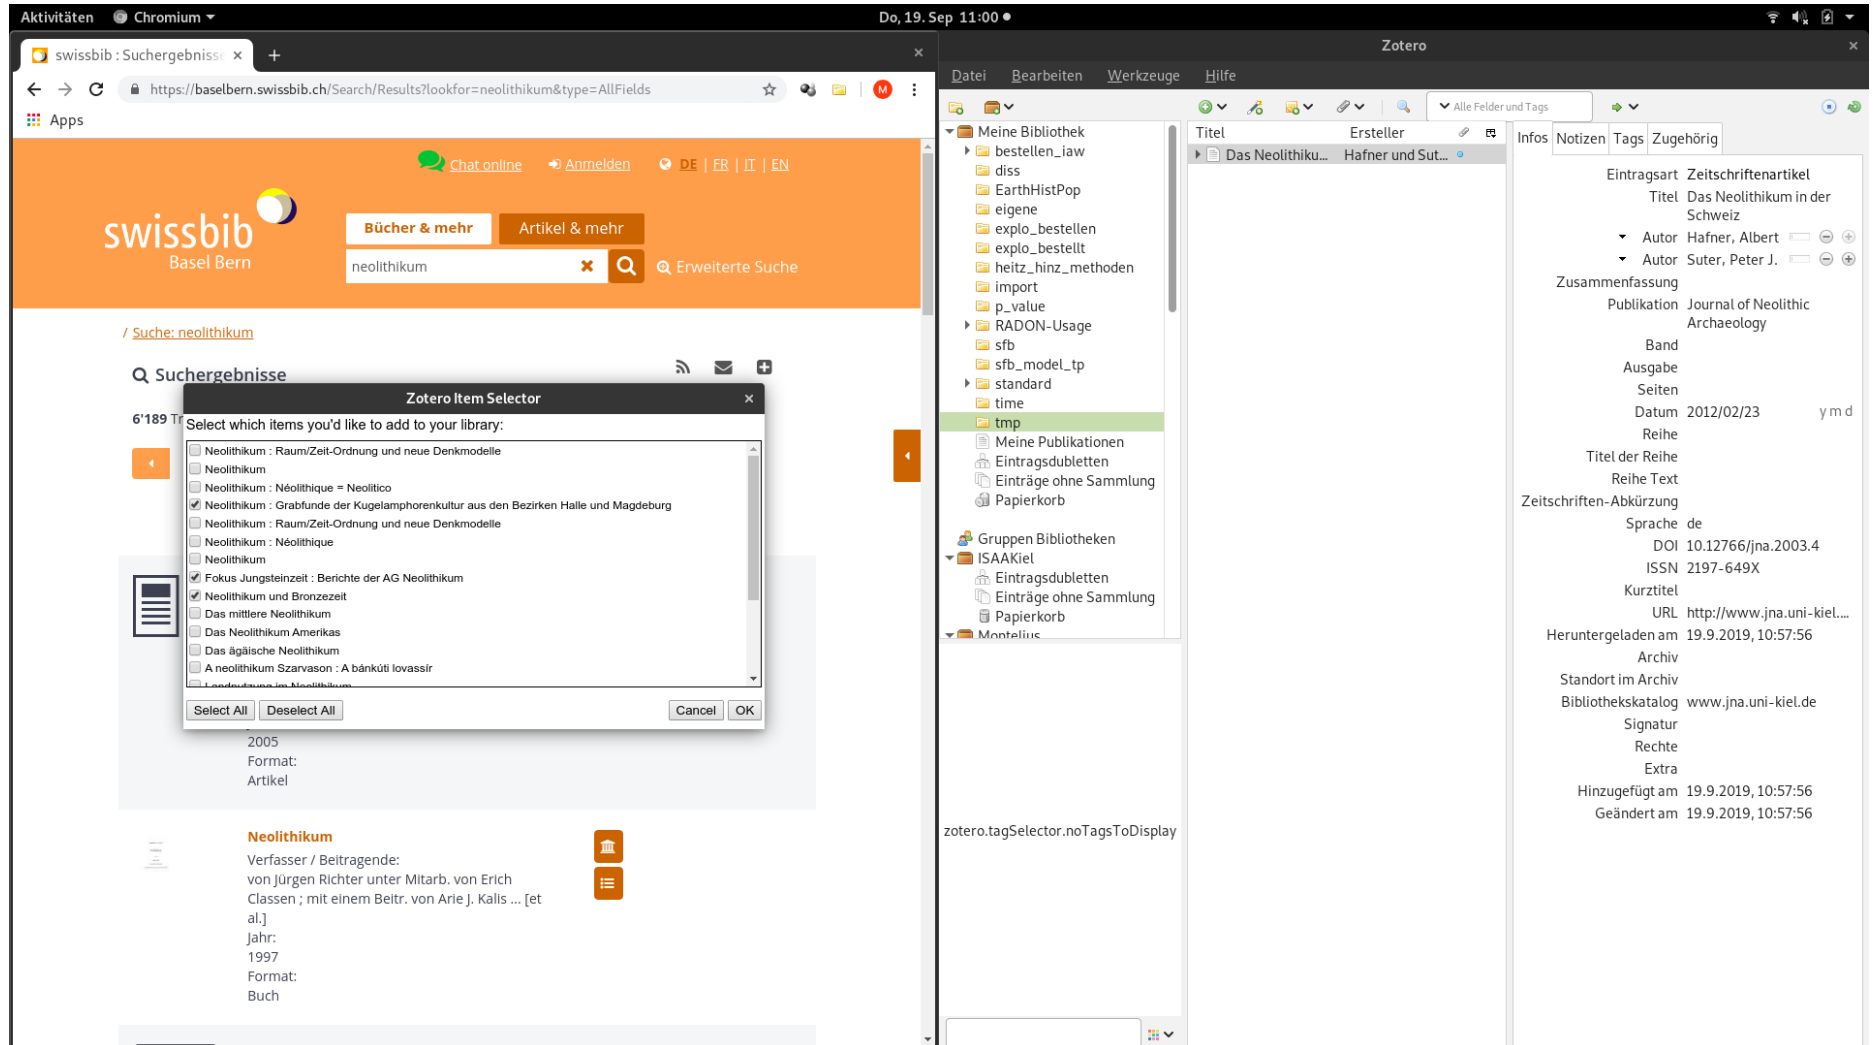 Aktivitäten Chromium Do, 19. Sep 11:00
swissbib : Suchergebnisse
https://baselbern.swissbib.ch/Search/Results?lookfor=neolithikum&type=AllFields M
Apps
Chat online Anmelden DE | FR | IT | EN
swissbib
Basel Bern
Bücher & mehr Artikel & mehr
neolithikum Erweiterte Suche
/ Suche: neolithikum
Suchergebnisse
6'189 Tr
Zotero Item Selector
Select which items you'd like to add to your library:
Neolithikum : Raum/Zeit-Ordnung und neue Denkmodelle
Neolithikum
Neolithikum : Néolithique = Neolitico
Neolithikum : Grabfunde der Kugelamphorenkultur aus den Bezirken Halle und Magdeburg
Neolithikum : Raum/Zeit-Ordnung und neue Denkmodelle
Neolithikum : Néolithique
Neolithikum
Fokus Jungsteinzeit : Berichte der AG Neolithikum
Neolithikum und Bronzezeit
Das mittlere Neolithikum
Das Neolithikum Amerikas
Das ägäische Neolithikum
A neolithikum Szarvason : A bánkúti lovassír
Landnutzung im Neolithikum
Select All Deselect All Cancel OK
2005
Format:
Artikel
Neolithikum
Verfasser / Beitragende:
von Jürgen Richter unter Mitarb. von Erich
Classen ; mit einem Beitr. von Arie J. Kalis ... [et
al.]
Jahr:
1997
Format:
Buch
Zotero
Datei Bearbeiten Werkzeuge Hilfe
Alle Felder und Tags
Meine Bibliothek
bestellen_iaw
diss
EarthHistPop
eigene
explo_bestellen
explo_bestellt
heitz_hinz_methoden
import
p_value
RADON-Usage
sfb
sfb_model_tp
standard
time
tmp
Meine Publikationen
Eintragsdubletten
Einträge ohne Sammlung
Papierkorb
Gruppen Bibliotheken
ISAAKiel
Eintragsdubletten
Einträge ohne Sammlung
Papierkorb
Montelius
zotero.tagSelector.noTagsToDisplay
Titel Ersteller
Das Neolithiku... Hafner und Sut...
Infos Notizen Tags Zugehörig
Eintragsart Zeitschriftenartikel
Titel Das Neolithikum in der
Schweiz
Autor Hafner, Albert
Autor Suter, Peter J.
Zusammenfassung
Publikation Journal of Neolithic
Archaeology
Band
Ausgabe
Seiten
Datum 2012/02/23 y m d
Reihe
Titel der Reihe
Reihe Text
Zeitschriften-Abkürzung
Sprache de
DOI 10.12766/jna.2003.4
ISSN 2197-649X
Kurztitel
URL http://www.jna.uni-kiel....
Heruntergeladen am 19.9.2019, 10:57:56
Archiv
Standort im Archiv
Bibliothekskatalog www.jna.uni-kiel.de
Signatur
Rechte
Extra
Hinzugefügt am 19.9.2019, 10:57:56
Geändert am 19.9.2019, 10:57:56